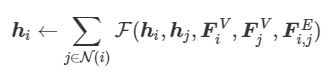 h_i ← ∑_{j∈𝒩(i)} ℱ(h_i, h_j, F_i^V, F_j^V, F_{i,j}^E)